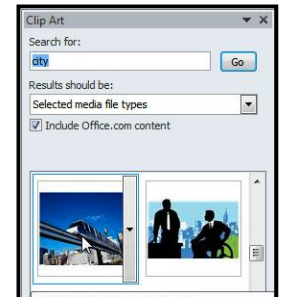 Clip Art
Search for:
city
Go
Results should be:
Selected media file types
Include Office.com content